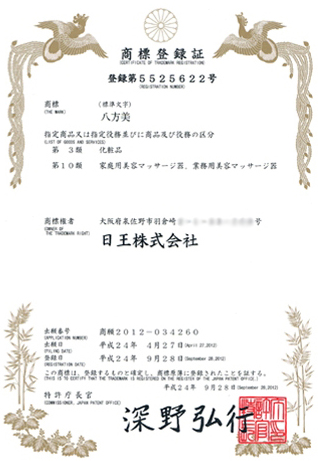 商標登録証
(CERTIFICATE OF TRADEMARK REGISTRATION)
登録第5525622号
(REGISTRATION NUMBER)
商標 (標準文字)
(THE MARK)
八方美
指定商品又は指定役務並びに商品及び役務の区分
(LIST OF GOODS AND SERVICES)
第 3類 化粧品
第10類 家庭用美容マッサージ器、業務用美容マッサージ器
商標権者 大阪府泉佐野市羽倉崎 号
(OWNER OF THE TRADEMARK RIGHT)
日王株式会社
出願番号 商願2012-034260
(APPLICATION NUMBER)
出願日 平成24年 4月27日(April 27,2012)
(FILING DATE)
登録日 平成24年 9月28日(September 28,2012)
(REGISTRATION DATE)
この商標は、登録するものと確定し、商標原簿に登録されたことを証する。
(THIS IS TO CERTIFY THAT THE TRADEMARK IS REGISTERED ON THE REGISTER OF THE JAPAN PATENT OFFICE.)
平成24年 9月28日(September 28,2012)
特許庁長官
(COMMISSIONER, JAPAN PATENT OFFICE)
深野弘行